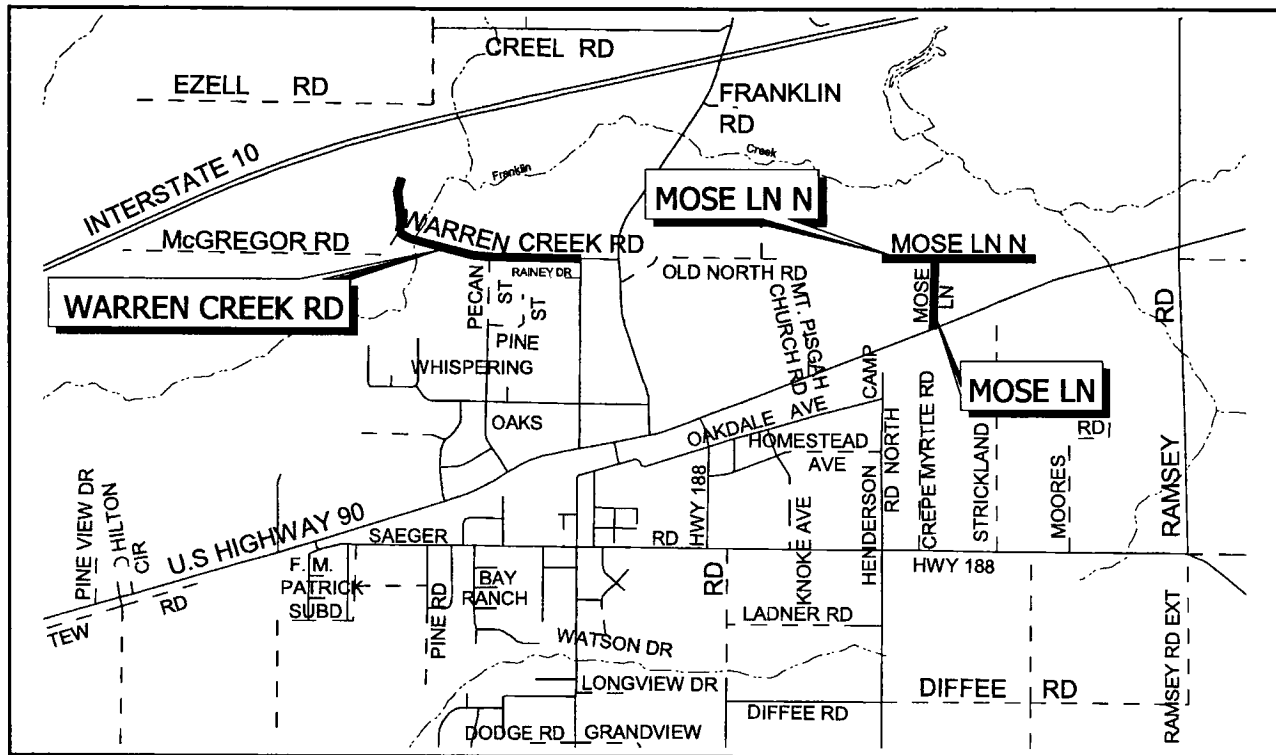 CREEL RD
EZELL RD
FRANKLIN
RD
INTERSTATE 10
Franklin
Creek
MOSE LN N
McGREGOR RD
WARREN CREEK RD
MOSE LN N
OLD NORTH RD
RAINEY DR
WARREN CREEK RD
PECAN
ST
ST
PINE
MOSE
LN
MT. PISGAH
CHURCH RD
RD
WHISPERING
MOSE LN
CAMP
OAKS
OAKDALE AVE
HOMESTEAD
AVE
RD
HENDERSON
RD NORTH
CREPE MYRTLE RD
STRICKLAND
MOORES
RAMSEY
PINE VIEW DR
HILTON
CIR
U.S HIGHWAY 90
HWY 188
SAEGER RD
KNOKE AVE
HWY 188
F. M.
PATRICK
SUBD
BAY
RANCH
PINE RD
RD
TEW RD
LADNER RD
WATSON DR
LONGVIEW DR
DIFFEE RD
RAMSEY RD EXT
DIFFEE RD
DODGE RD
GRANDVIEW